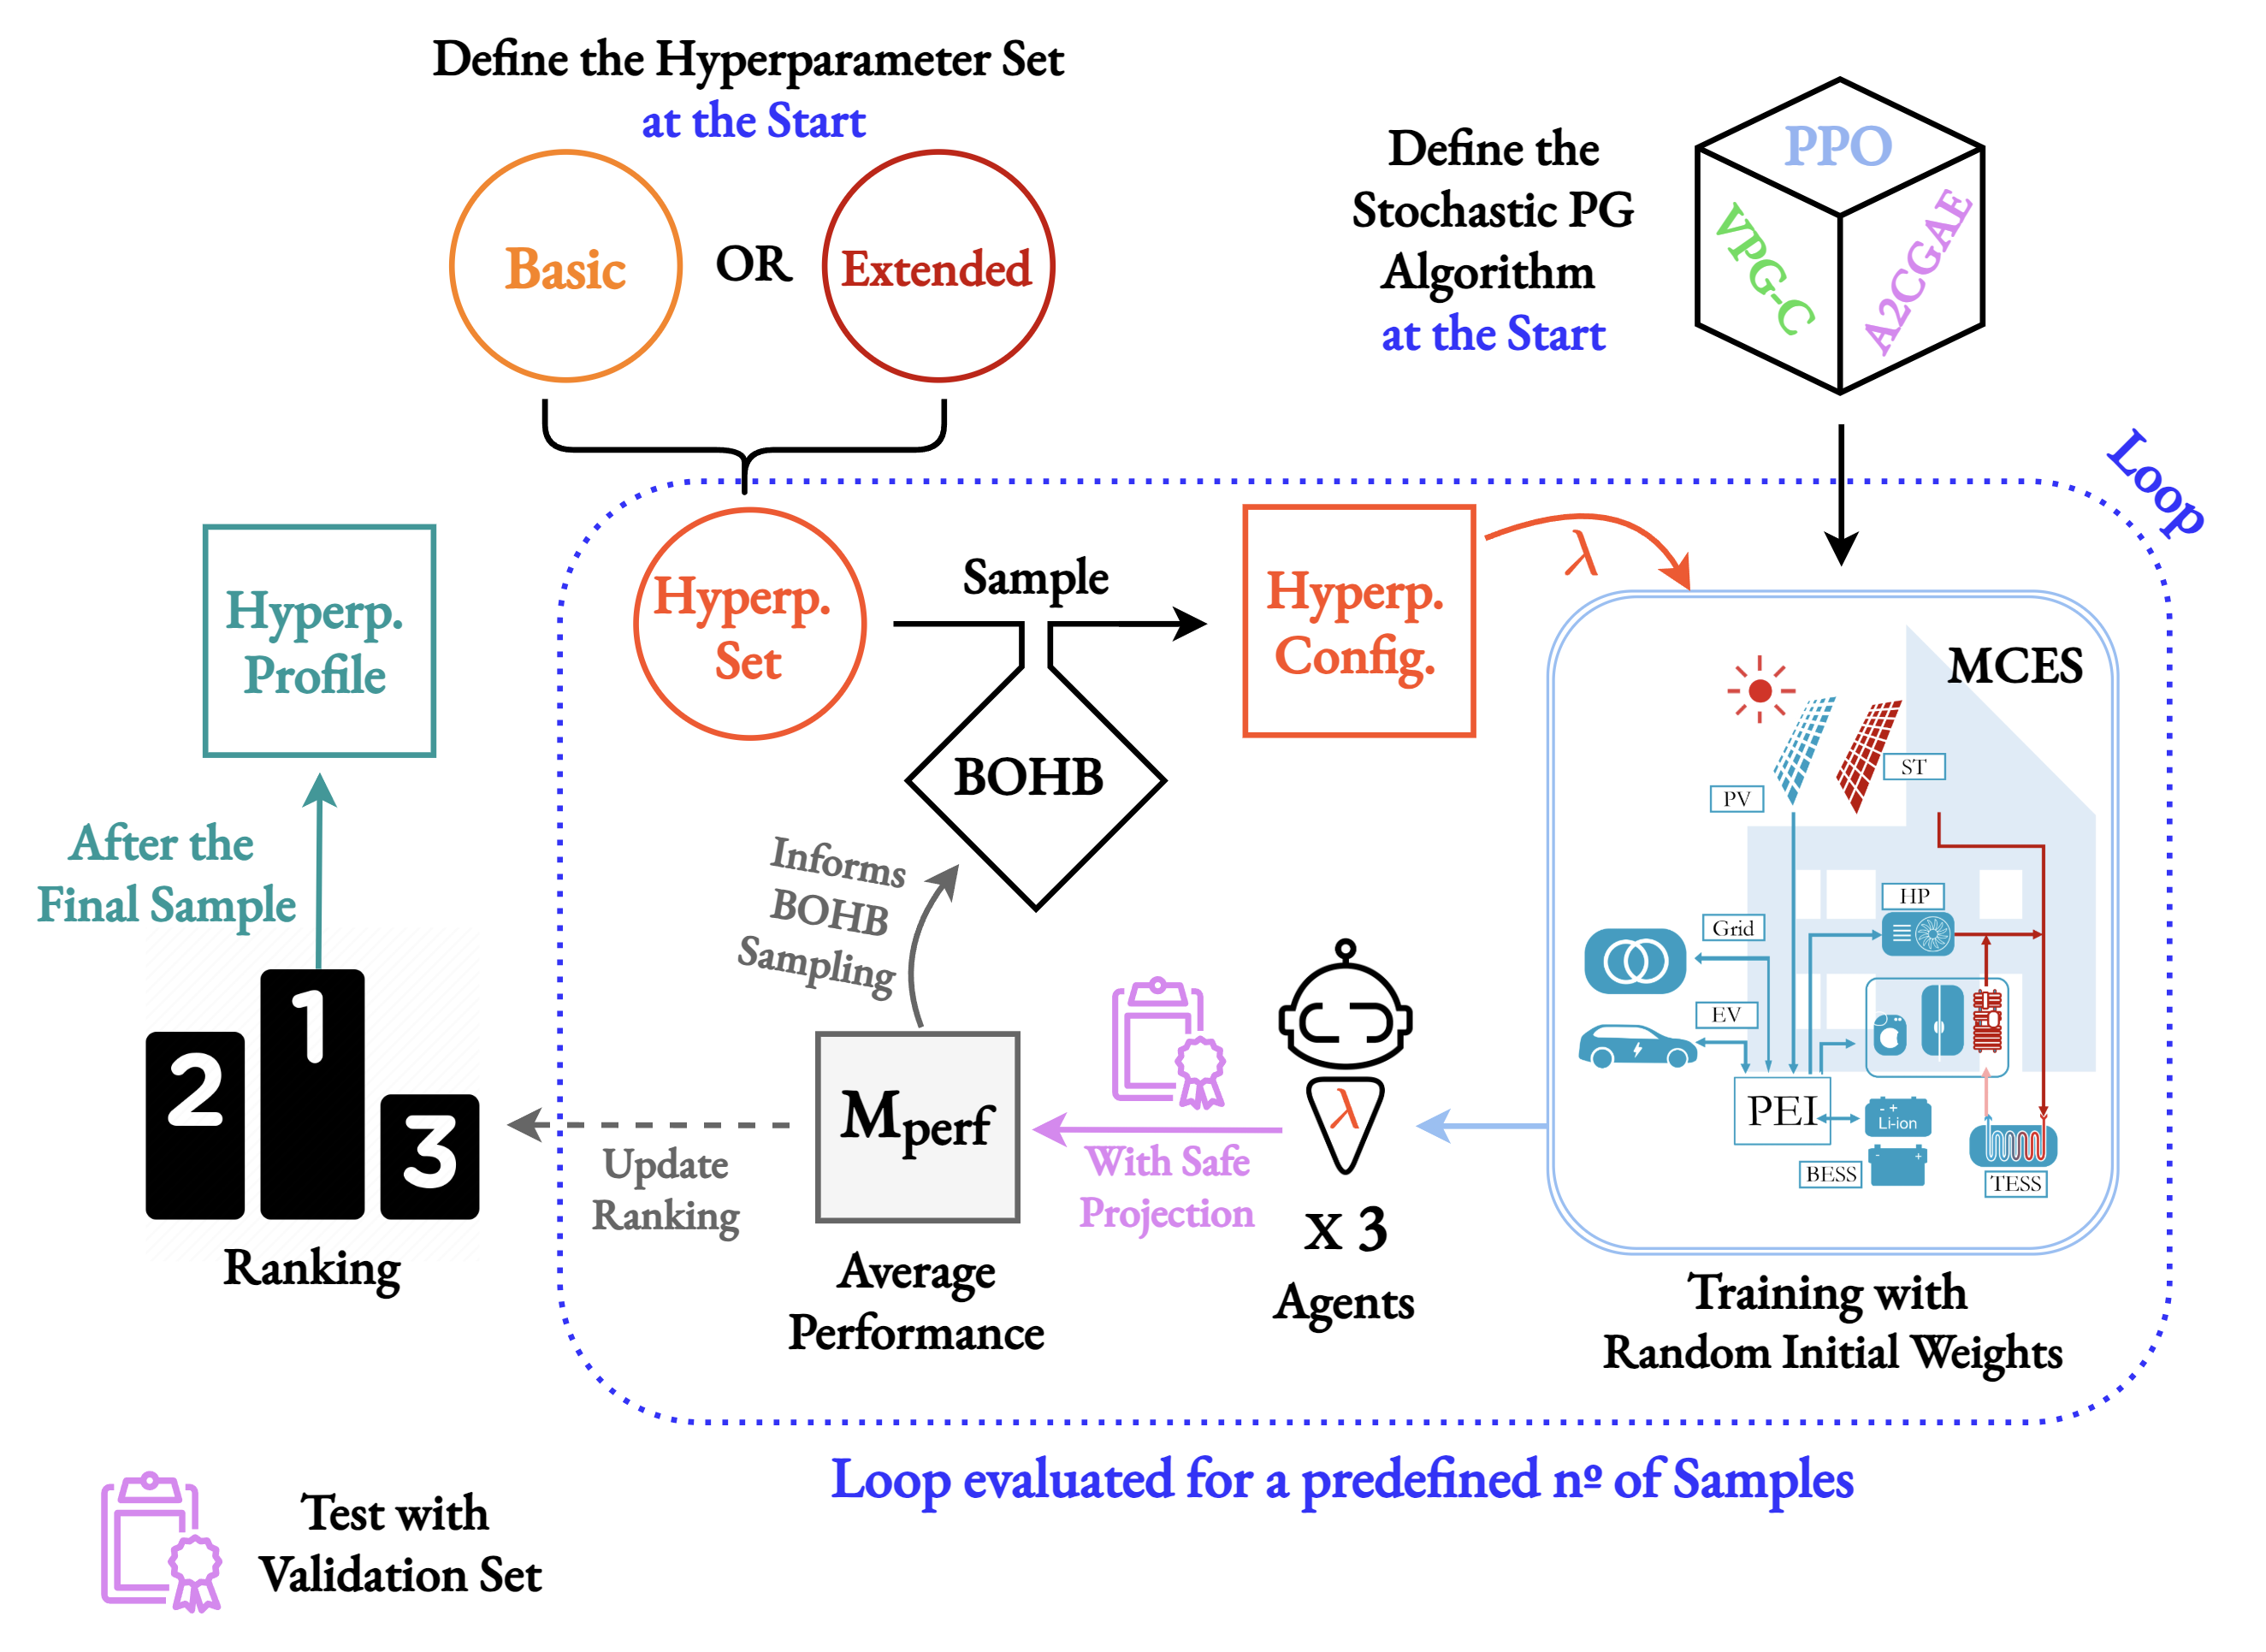 Define the Hyperparameter Set
at the Start
Basic
OR
Extended
Define the
Stochastic PG
Algorithm
at the Start
PPO
VPG-C
A2CGAE
Loop
Hyperp.
Set
Sample
BOHB
Hyperp.
Config.
λ
Hyperp.
Profile
After the
Final Sample
Informs
BOHB
Sampling
MCES
ST
PV
HP
Grid
EV
PEI
- +
Li-ion
- +
BESS
TESS
2
1
3
Ranking
Update
Ranking
Mperf
Average
Performance
With Safe
Projection
λ
X 3
Agents
Training with
Random Initial Weights
Loop evaluated for a predefined nº of Samples
Test with
Validation Set